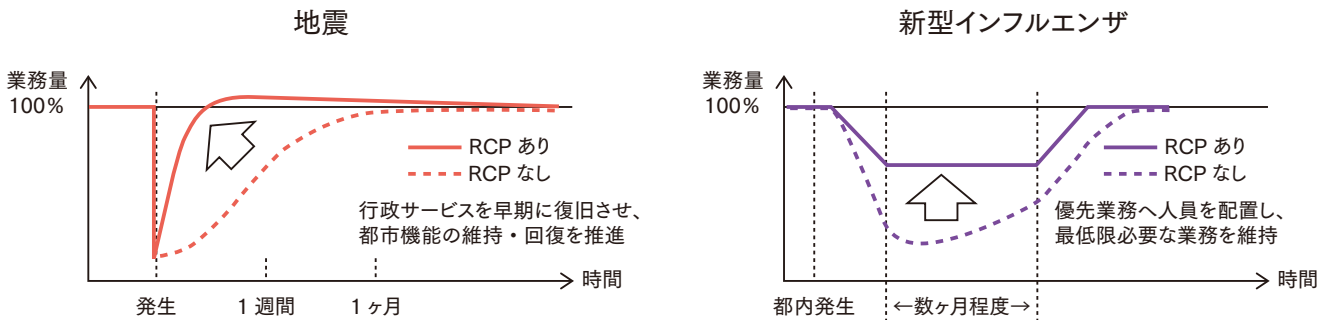 地震
業務量
100%
RCP あり
RCP なし
行政サービスを早期に復旧させ、
都市機能の維持・回復を推進
時間
発生
1 週間
1 ヶ月
新型インフルエンザ
業務量
100%
RCP あり
RCP なし
優先業務へ人員を配置し、
最低限必要な業務を維持
時間
都内発生
←数ヶ月程度→